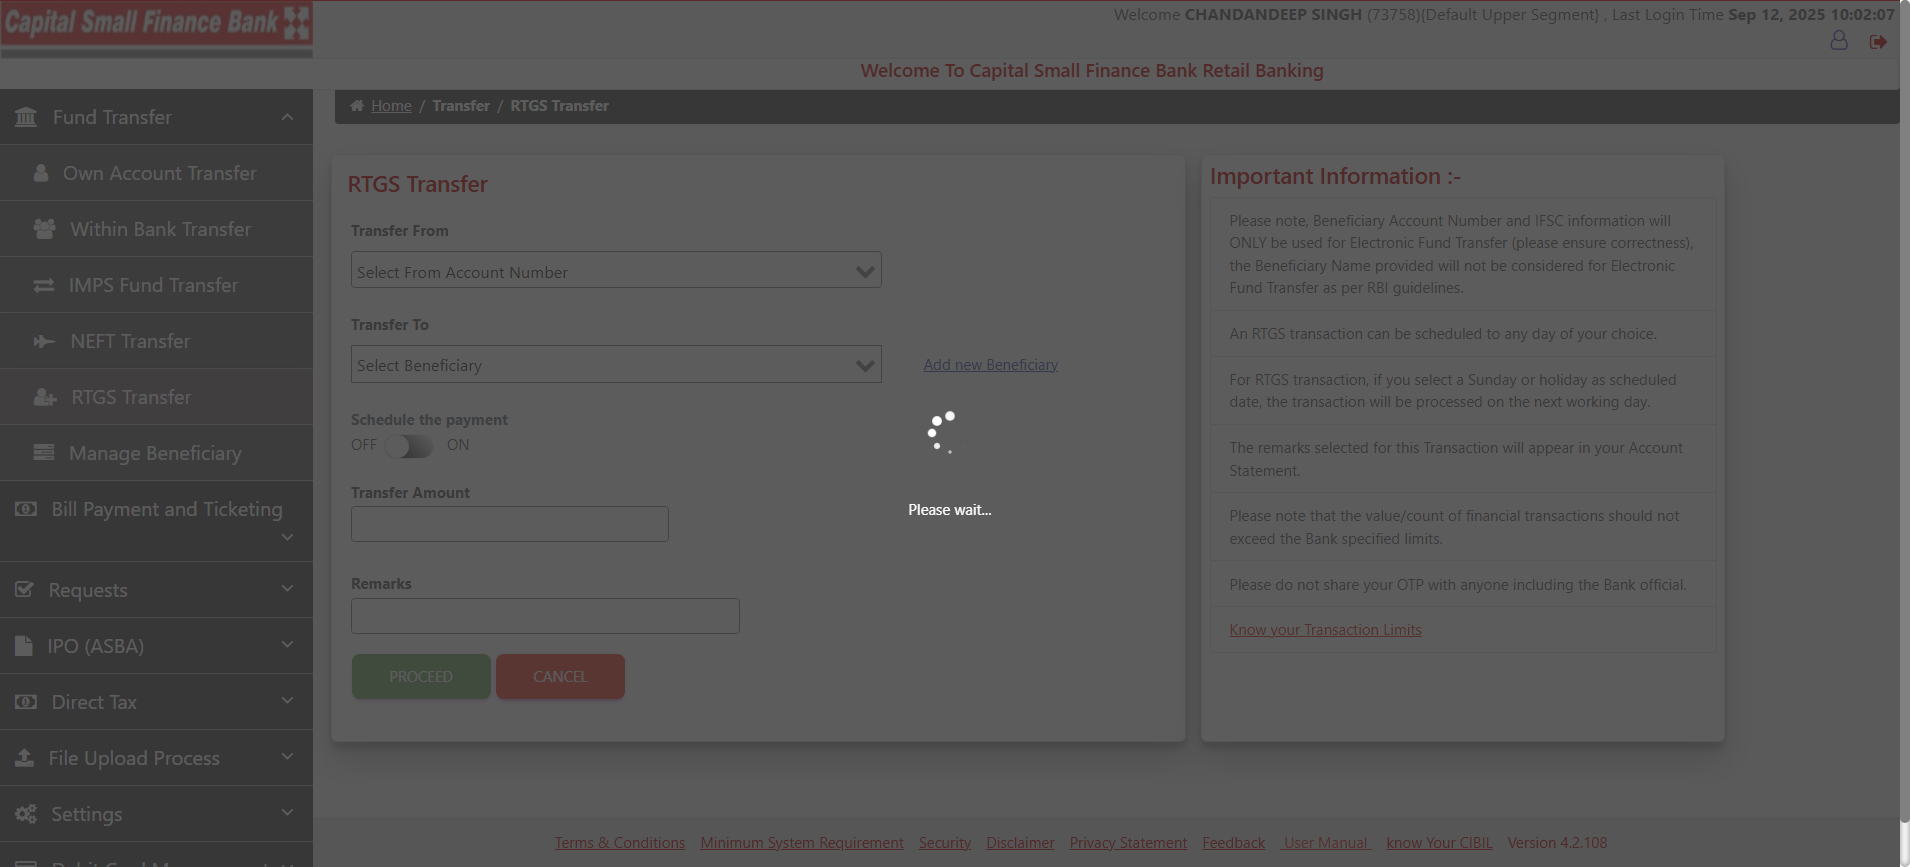 Capital Small Finance Bank
Welcome CHANDANDEEP SINGH (73758){Default Upper Segment} , Last Login Time Sep 12, 2025 10:02:07
Welcome To Capital Small Finance Bank Retail Banking
Fund Transfer
Own Account Transfer
Within Bank Transfer
IMPS Fund Transfer
NEFT Transfer
RTGS Transfer
Manage Beneficiary
Bill Payment and Ticketing
Requests
IPO (ASBA)
Direct Tax
File Upload Process
Settings
Home / Transfer / RTGS Transfer
RTGS Transfer
Transfer From
Select From Account Number
Transfer To
Select Beneficiary
Add new Beneficiary
Schedule the payment
OFF ON
Transfer Amount
Remarks
PROCEED CANCEL
Please wait...
Important Information :-
Please note, Beneficiary Account Number and IFSC information will
ONLY be used for Electronic Fund Transfer (please ensure correctness),
the Beneficiary Name provided will not be considered for Electronic
Fund Transfer as per RBI guidelines.
An RTGS transaction can be scheduled to any day of your choice.
For RTGS transaction, if you select a Sunday or holiday as scheduled
date, the transaction will be processed on the next working day.
The remarks selected for this Transaction will appear in your Account
Statement.
Please note that the value/count of financial transactions should not
exceed the Bank specified limits.
Please do not share your OTP with anyone including the Bank official.
Know your Transaction Limits
Terms & Conditions Minimum System Requirement Security Disclaimer Privacy Statement Feedback User Manual know Your CIBIL Version 4.2.108